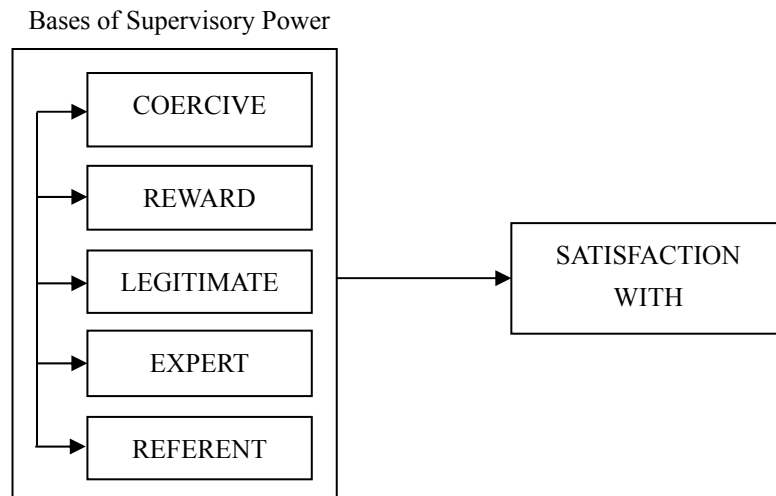 Bases of Supervisory Power
COERCIVE
REWARD
LEGITIMATE
EXPERT
REFERENT
SATISFACTION
WITH